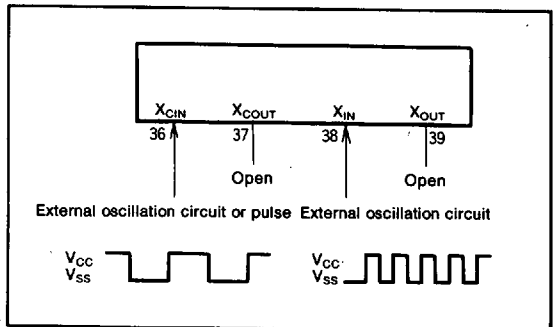 XCIN XCOUT XIN XOUT
36 37 38 39
Open Open
External oscillation circuit or pulse External oscillation circuit
VCC VCC
VSS VSS